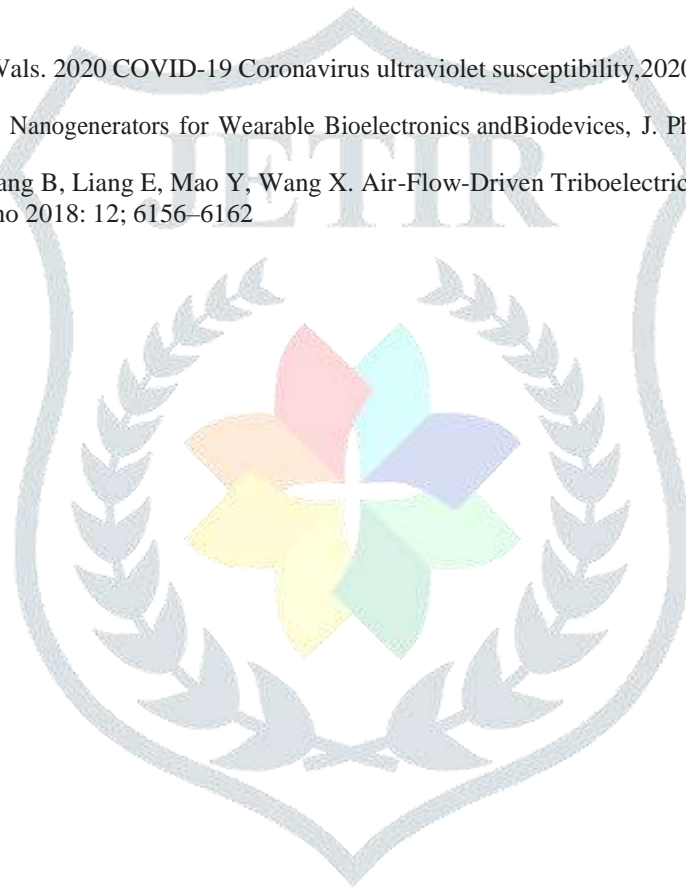 Wals. 2020 COVID-19 Coronavirus ultraviolet susceptibility,2020
Nanogenerators for Wearable Bioelectronics andBiodevices, J. Ph
ang B, Liang E, Mao Y, Wang X. Air-Flow-Driven Triboelectric
no 2018: 12; 6156–6162
JETIR